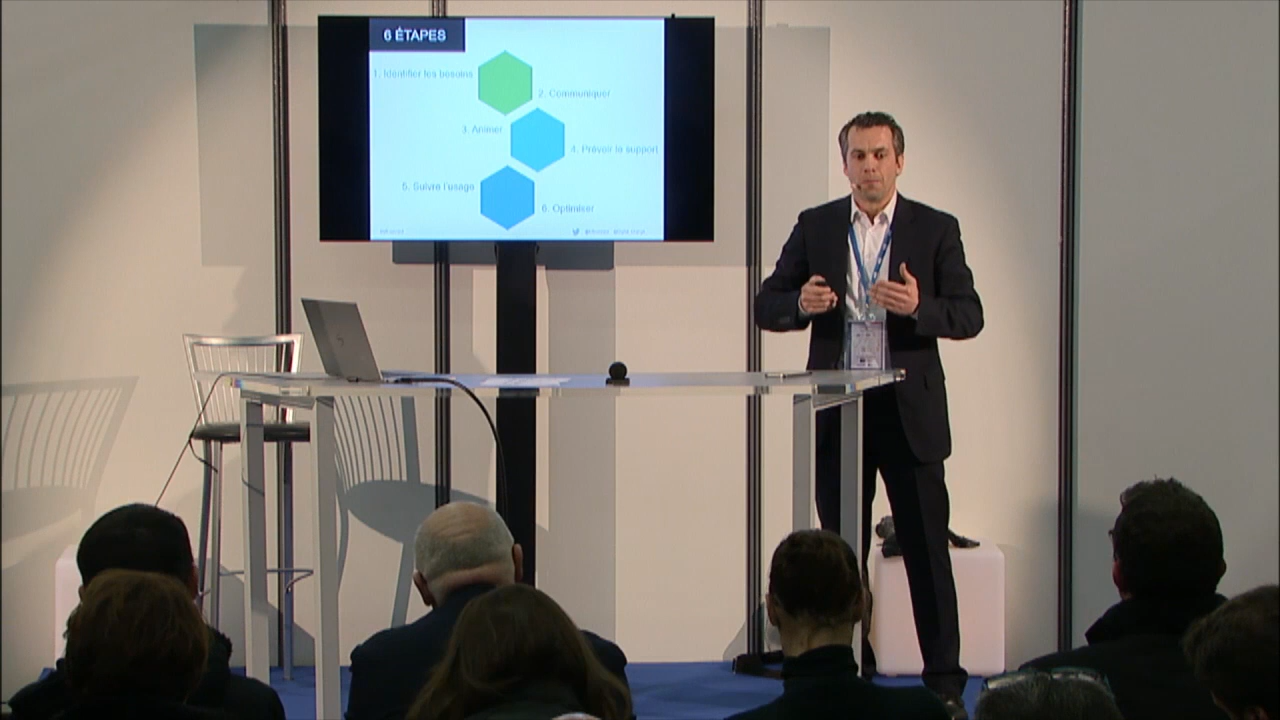 6 ÉTAPES
1. Identifier les besoins
2. Communiquer
3. Animer
4. Prévoir le support
5. Suivre l'usage
6. Optimiser